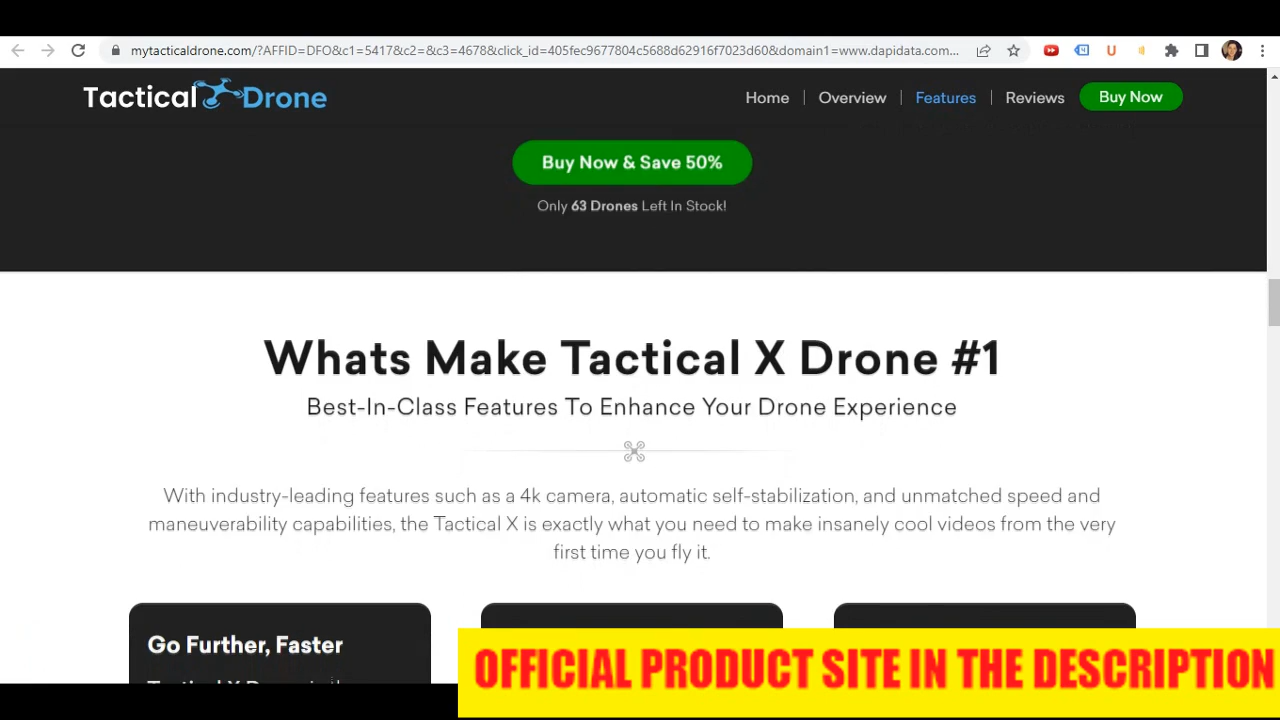 mytacticaldrone.com/?AFFID=DFO&c1=5417&c2=&c3=4678&click_id=405fec9677804c5688d62916f7023d60&domain1=www.dapidata.com...
Tactical Drone
Home
Overview
Features
Reviews
Buy Now
Buy Now & Save 50%
Only 63 Drones Left In Stock!
Whats Make Tactical X Drone #1
Best-In-Class Features To Enhance Your Drone Experience
With industry-leading features such as a 4k camera, automatic self-stabilization, and unmatched speed and
maneuverability capabilities, the Tactical X is exactly what you need to make insanely cool videos from the very
first time you fly it.
Go Further, Faster
OFFICIAL PRODUCT SITE IN THE DESCRIPTION